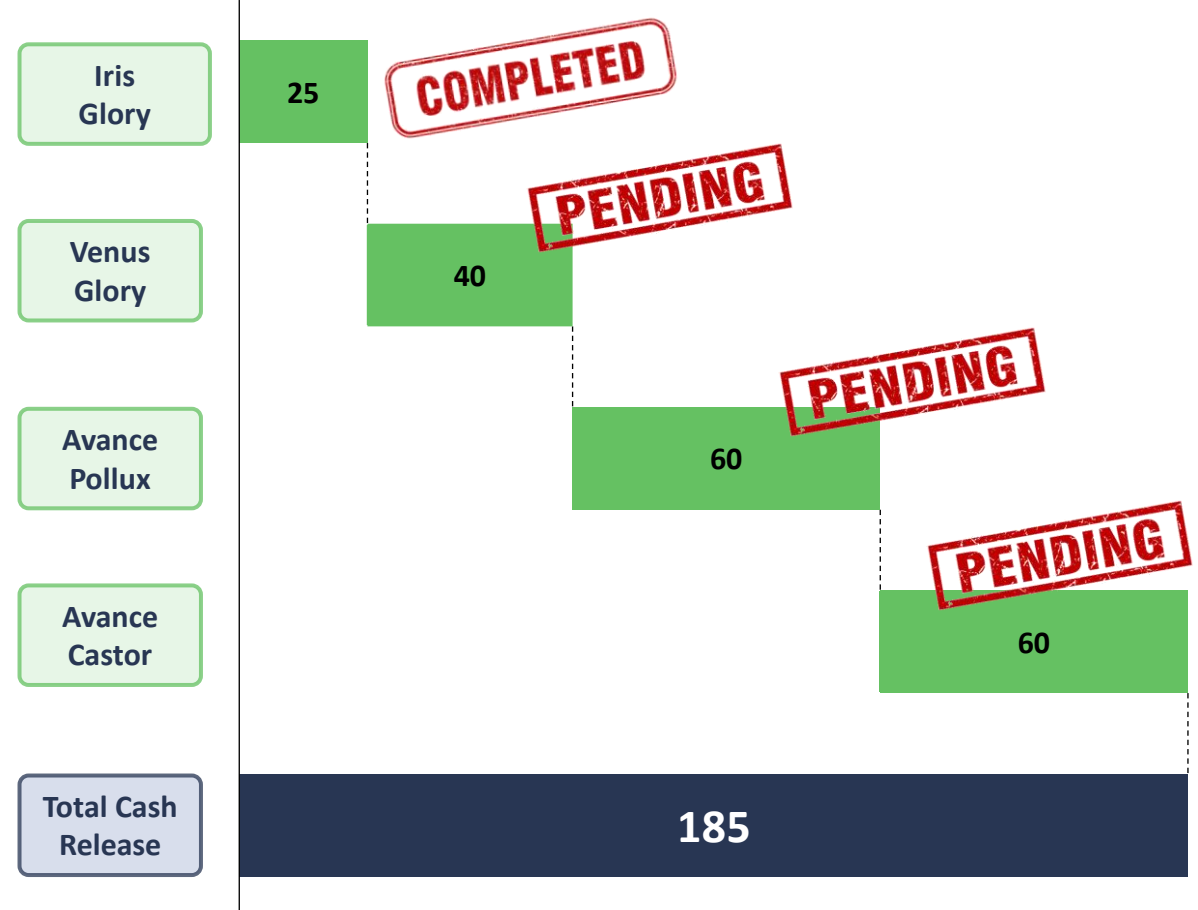 Iris
Glory
25
COMPLETED
Venus
Glory
40
PENDING
Avance
Pollux
60
PENDING
Avance
Castor
60
PENDING
Total Cash
Release
185